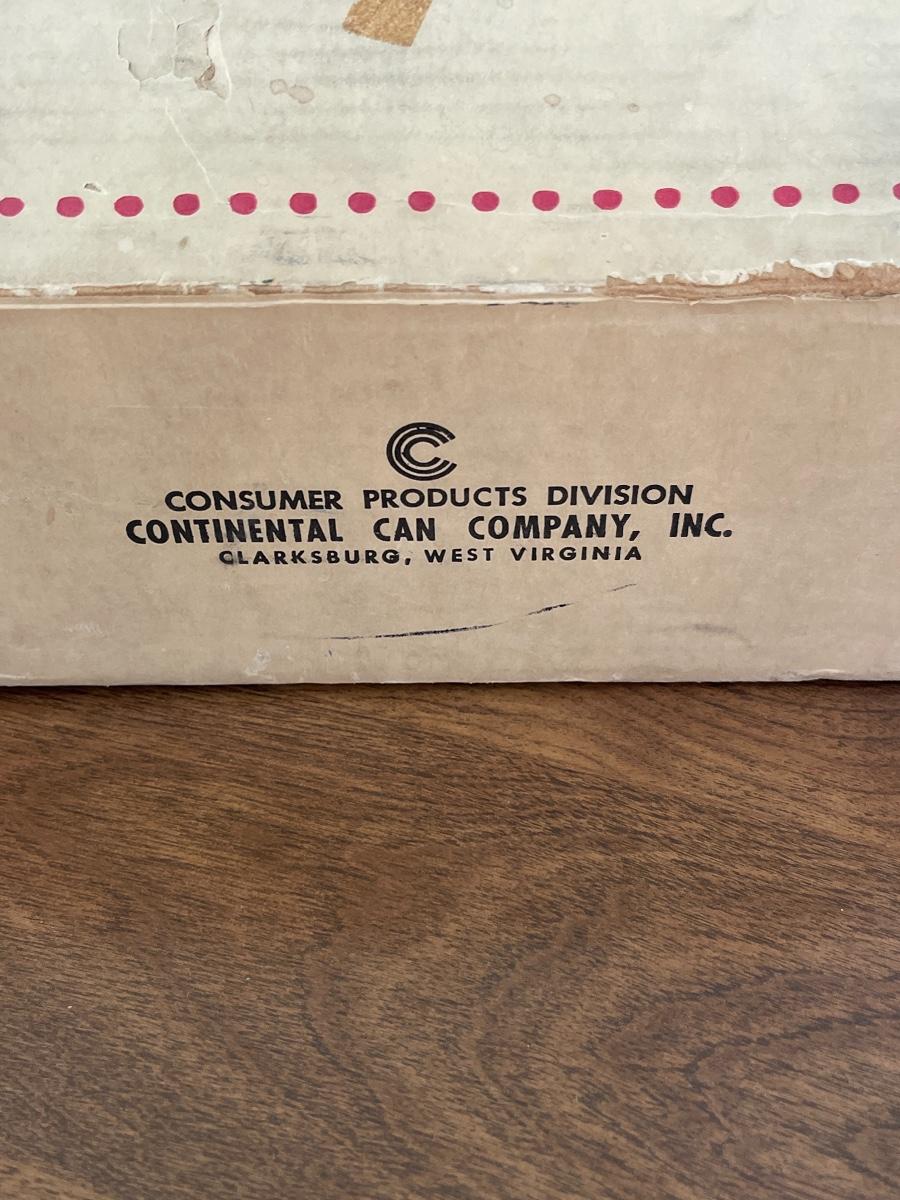 CONSUMER PRODUCTS DIVISION
CONTINENTAL CAN COMPANY, INC.
CLARKSBURG, WEST VIRGINIA